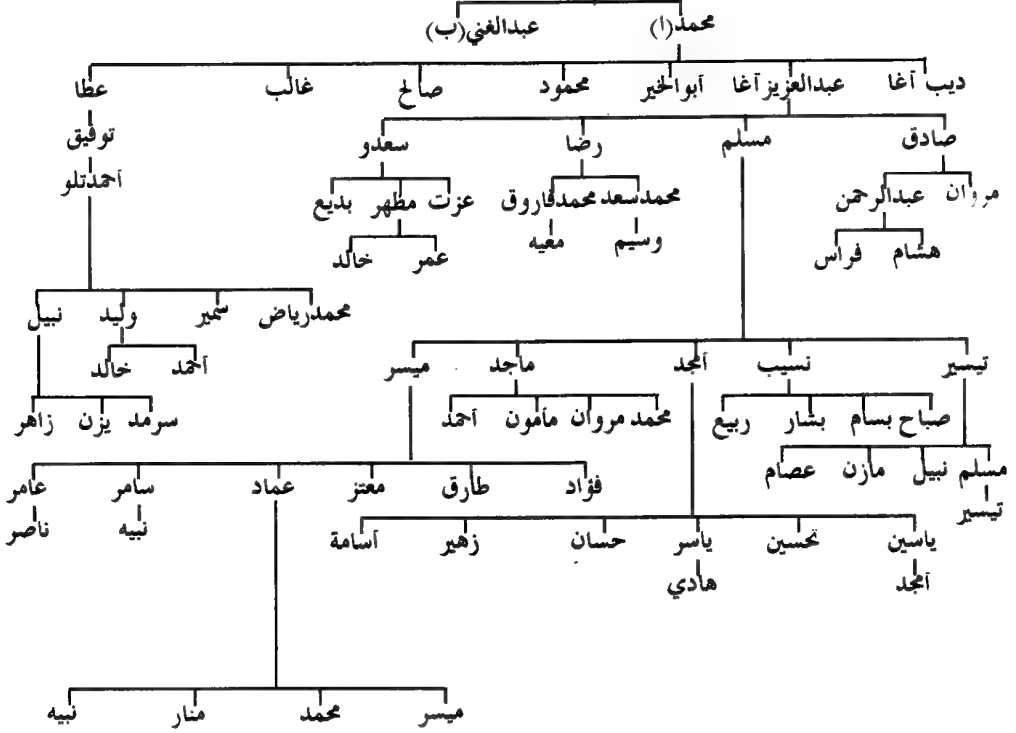 محمد(ا) عبدالغني(ب)
ديب آغا عبدالعزيز آغا أبوالخير محمود صالح غالب عطا
صادق مسلم رضا سعدو توفيق
مروان عبدالرحمن محمدسعد محمدفاروق عزت مظهر بديع أحمدتلو
هشام فراس وسيم معيه عمر خالد
محمدرياض سمير وليد نبيل
تيسير نسيب أمجد ماجد ميسر أحمد خالد
صباح بسام بشار ربيع محمد مروان مأمون أحمد سرمد يزن زاهر
مسلم نبيل مازن عصام فؤاد طارق معتز عماد سامر عامر
تيسير نبيه ناصر
ياسين تحسين ياسر حسان زهير أسامة
أمجد هادي
ميسر محمد منار نبيه